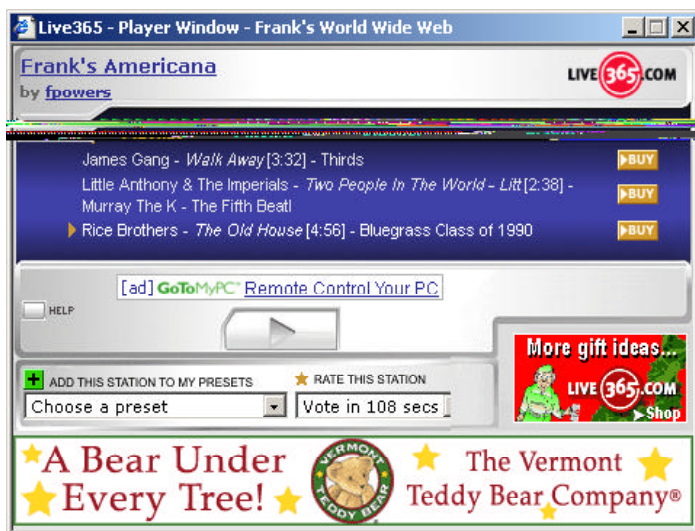 Live365 - Player Window - Frank's World Wide Web
Frank's Americana
LIVE 365 .COM
by fpowers
James Gang - Walk Away [3:32] - Thirds
BUY
Little Anthony & The Imperials - Two People In The World - Litt [2:38] -
Murray The K - The Fifth Beatl
BUY
Rice Brothers - The Old House [4:56] - Bluegrass Class of 1990
BUY
[ad] GoToMyPC Remote Control Your PC
HELP
More gift ideas...
LIVE 365 .COM
Shop
ADD THIS STATION TO MY PRESETS
RATE THIS STATION
Choose a preset
Vote in 108 secs
A Bear Under
Every Tree!
VERMONT
TEDDY BEAR
The Vermont
Teddy Bear Company®